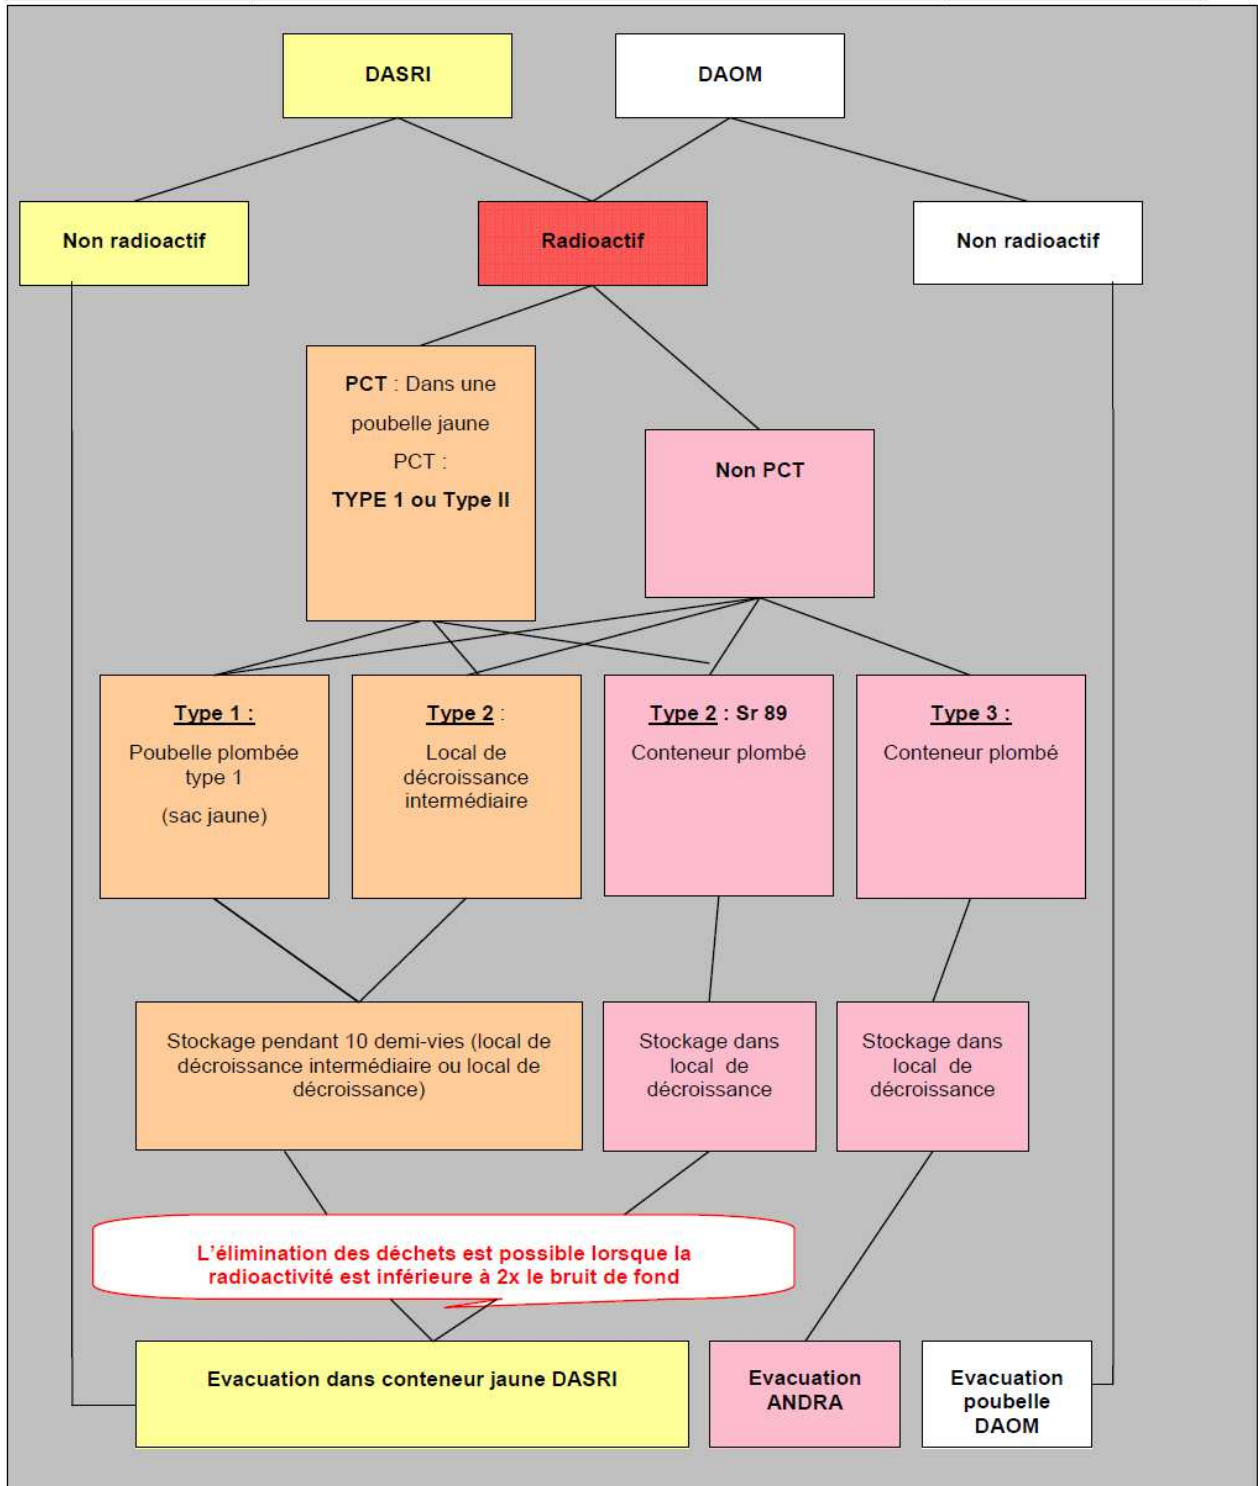 DASRI
DAOM
Non radioactif
Radioactif
Non radioactif
PCT : Dans une
poubelle jaune
PCT :
TYPE 1 ou Type II
Non PCT
Type 1 :
Poubelle plombée
type 1
(sac jaune)
Type 2 :
Local de
décroissance
intermédiaire
Type 2 : Sr 89
Conteneur plombé
Type 3 :
Conteneur plombé
Stockage pendant 10 demi-vies (local de
décroissance intermédiaire ou local de
décroissance)
Stockage dans
local de
décroissance
Stockage dans
local de
décroissance
L'élimination des déchets est possible lorsque la
radioactivité est inférieure à 2x le bruit de fond
Evacuation dans conteneur jaune DASRI
Evacuation
ANDRA
Evacuation
poubelle
DAOM